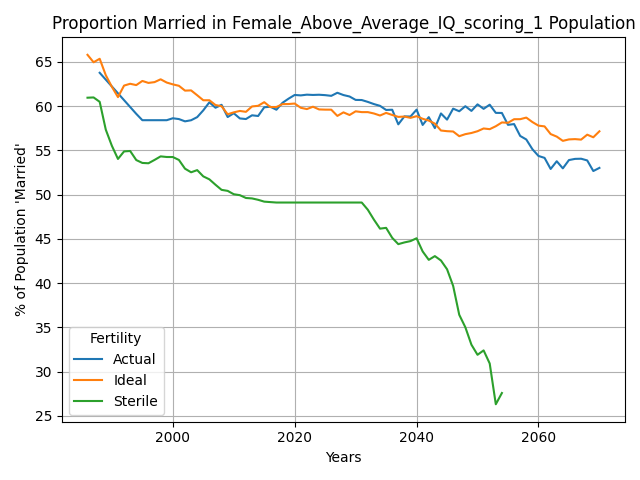 Proportion Married in Female_Above_Average_IQ_scoring_1 Population
% of Population 'Married'
65
60
55
50
45
40
35
30
25
Fertility
Actual
Ideal
Sterile
2000 2020 2040 2060
Years